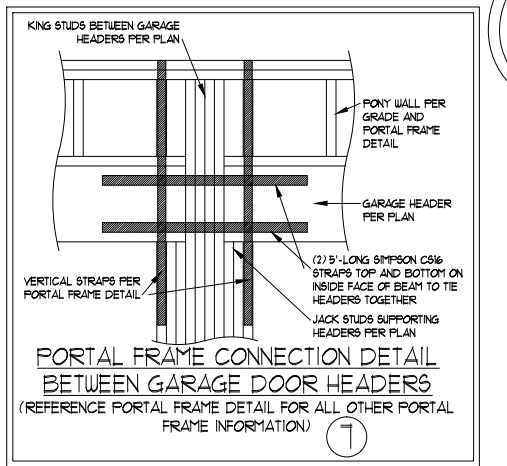 KING STUDS BETWEEN GARAGE
HEADERS PER PLAN
PONY WALL PER
GRADE AND
PORTAL FRAME
DETAIL
GARAGE HEADER
PER PLAN
(2) 5'-LONG SIMPSON CS16
STRAPS TOP AND BOTTOM ON
INSIDE FACE OF BEAM TO TIE
HEADERS TOGETHER
VERTICAL STRAPS PER
PORTAL FRAME DETAIL
JACK STUDS SUPPORTING
HEADERS PER PLAN
PORTAL FRAME CONNECTION DETAIL
BETWEEN GARAGE DOOR HEADERS
(REFERENCE PORTAL FRAME DETAIL FOR ALL OTHER PORTAL
FRAME INFORMATION)
7